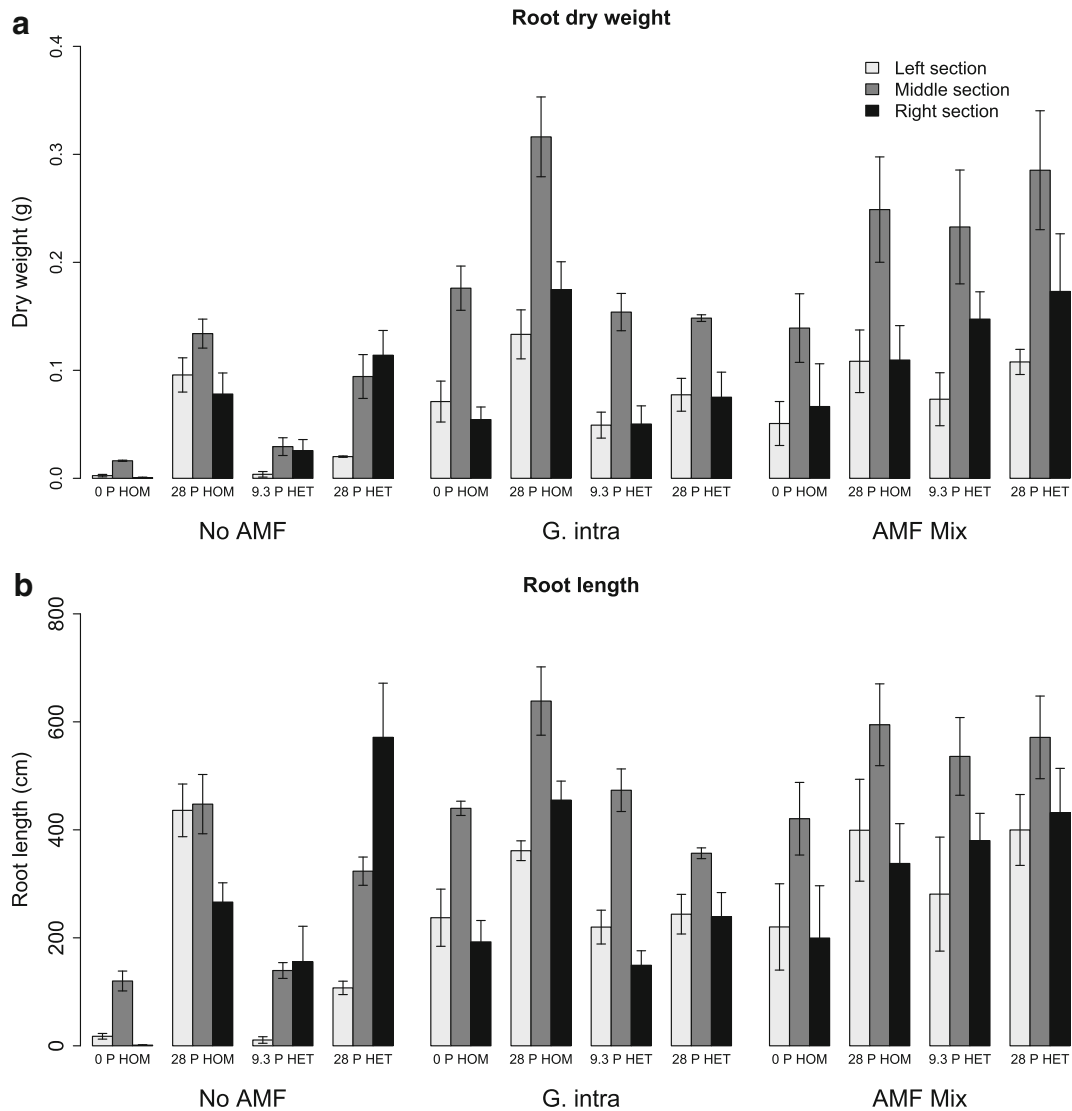 a
Root dry weight
Dry weight (g)
0.4
0.3
0.2
0.1
0.0
Left section
Middle section
Right section
0 P HOM 28 P HOM 9.3 P HET 28 P HET 0 P HOM 28 P HOM 9.3 P HET 28 P HET 0 P HOM 28 P HOM 9.3 P HET 28 P HET
No AMF G. intra AMF Mix
b
Root length
Root length (cm)
800
600
400
200
0
0 P HOM 28 P HOM 9.3 P HET 28 P HET 0 P HOM 28 P HOM 9.3 P HET 28 P HET 0 P HOM 28 P HOM 9.3 P HET 28 P HET
No AMF G. intra AMF Mix